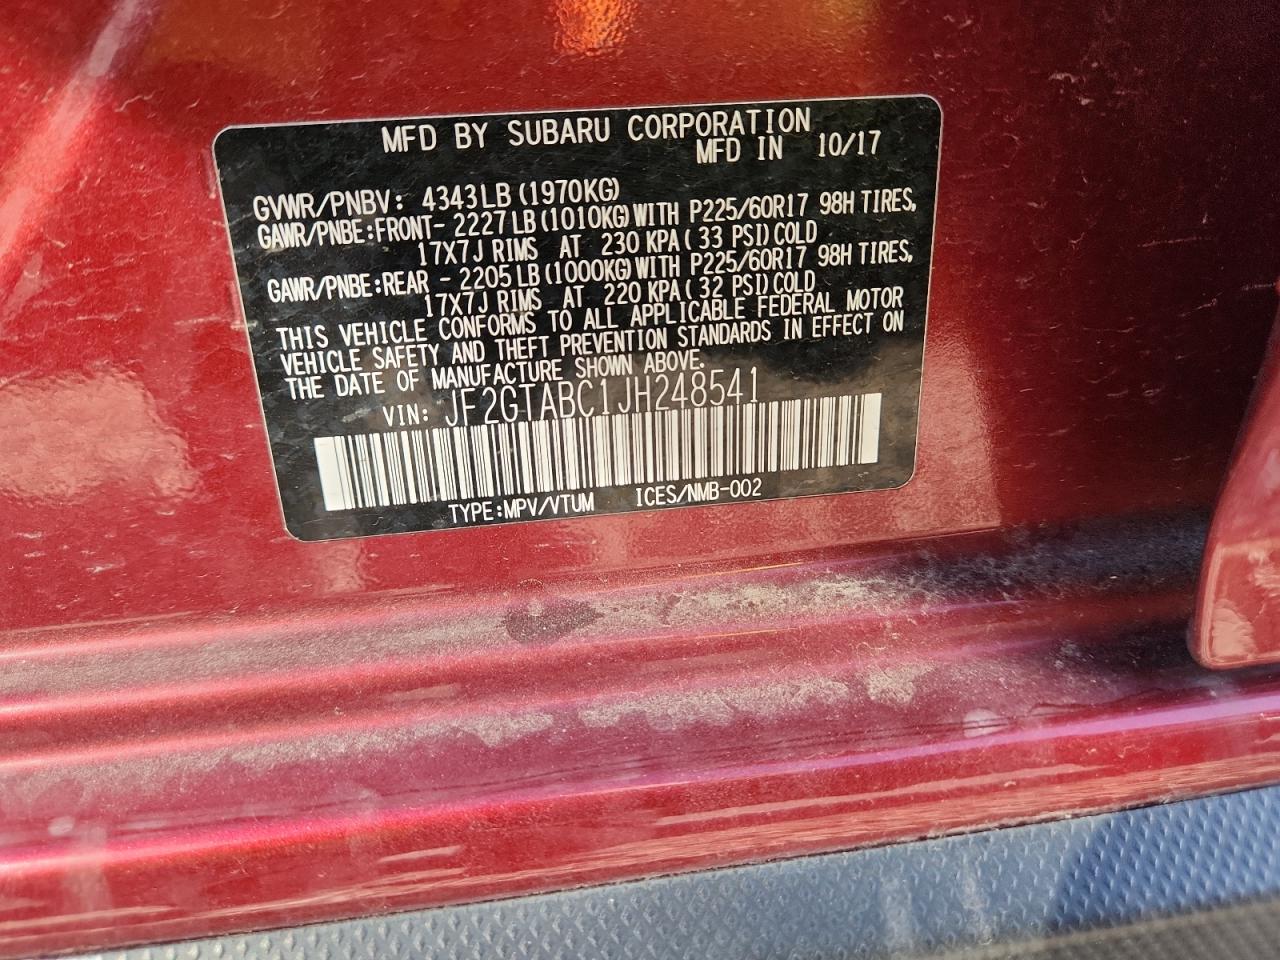 MFD BY SUBARU CORPORATION
MFD IN 10/17
GVWR/PNBV: 4343LB(1970KG)
GAWR/PNBE:FRONT- 2227LB(1010KG)WITH P225/60R17 98H TIRES,
17X7J RIMS AT 230 KPA( 33 PSI)COLD
GAWR/PNBE:REAR - 2205LB(1000KG)WITH P225/60R17 98H TIRES,
17X7J RIMS AT 220 KPA( 32 PSI)COLD
THIS VEHICLE CONFORMS TO ALL APPLICABLE FEDERAL MOTOR
VEHICLE SAFETY AND THEFT PREVENTION STANDARDS IN EFFECT ON
THE DATE OF MANUFACTURE SHOWN ABOVE.
VIN: JF2GTABC1JH248541
TYPE:MPV/VTUM ICES/NMB-002